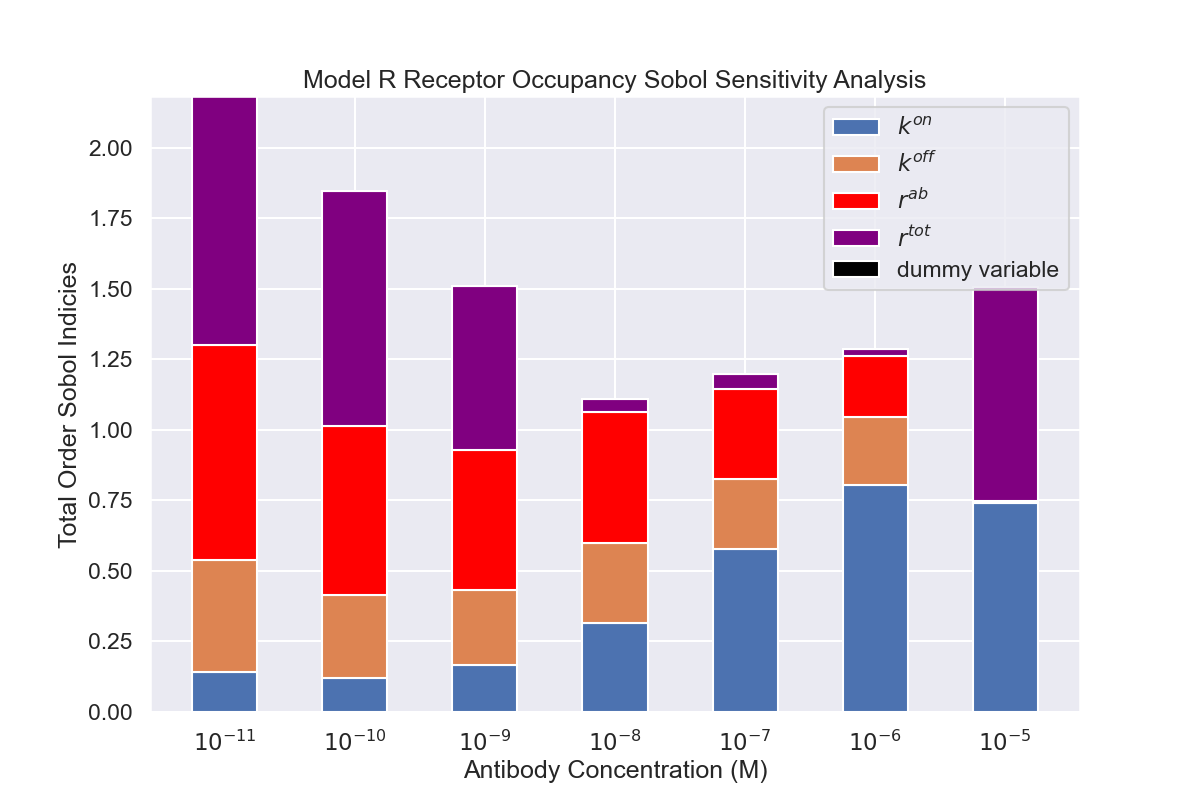 Model R Receptor Occupancy Sobol Sensitivity Analysis
k^{on}
k^{off}
r^{ab}
r^{tot}
dummy variable
Total Order Sobol Indicies
2.00
1.75
1.50
1.25
1.00
0.75
0.50
0.25
0.00
10^{-11} 10^{-10} 10^{-9} 10^{-8} 10^{-7} 10^{-6} 10^{-5}
Antibody Concentration (M)